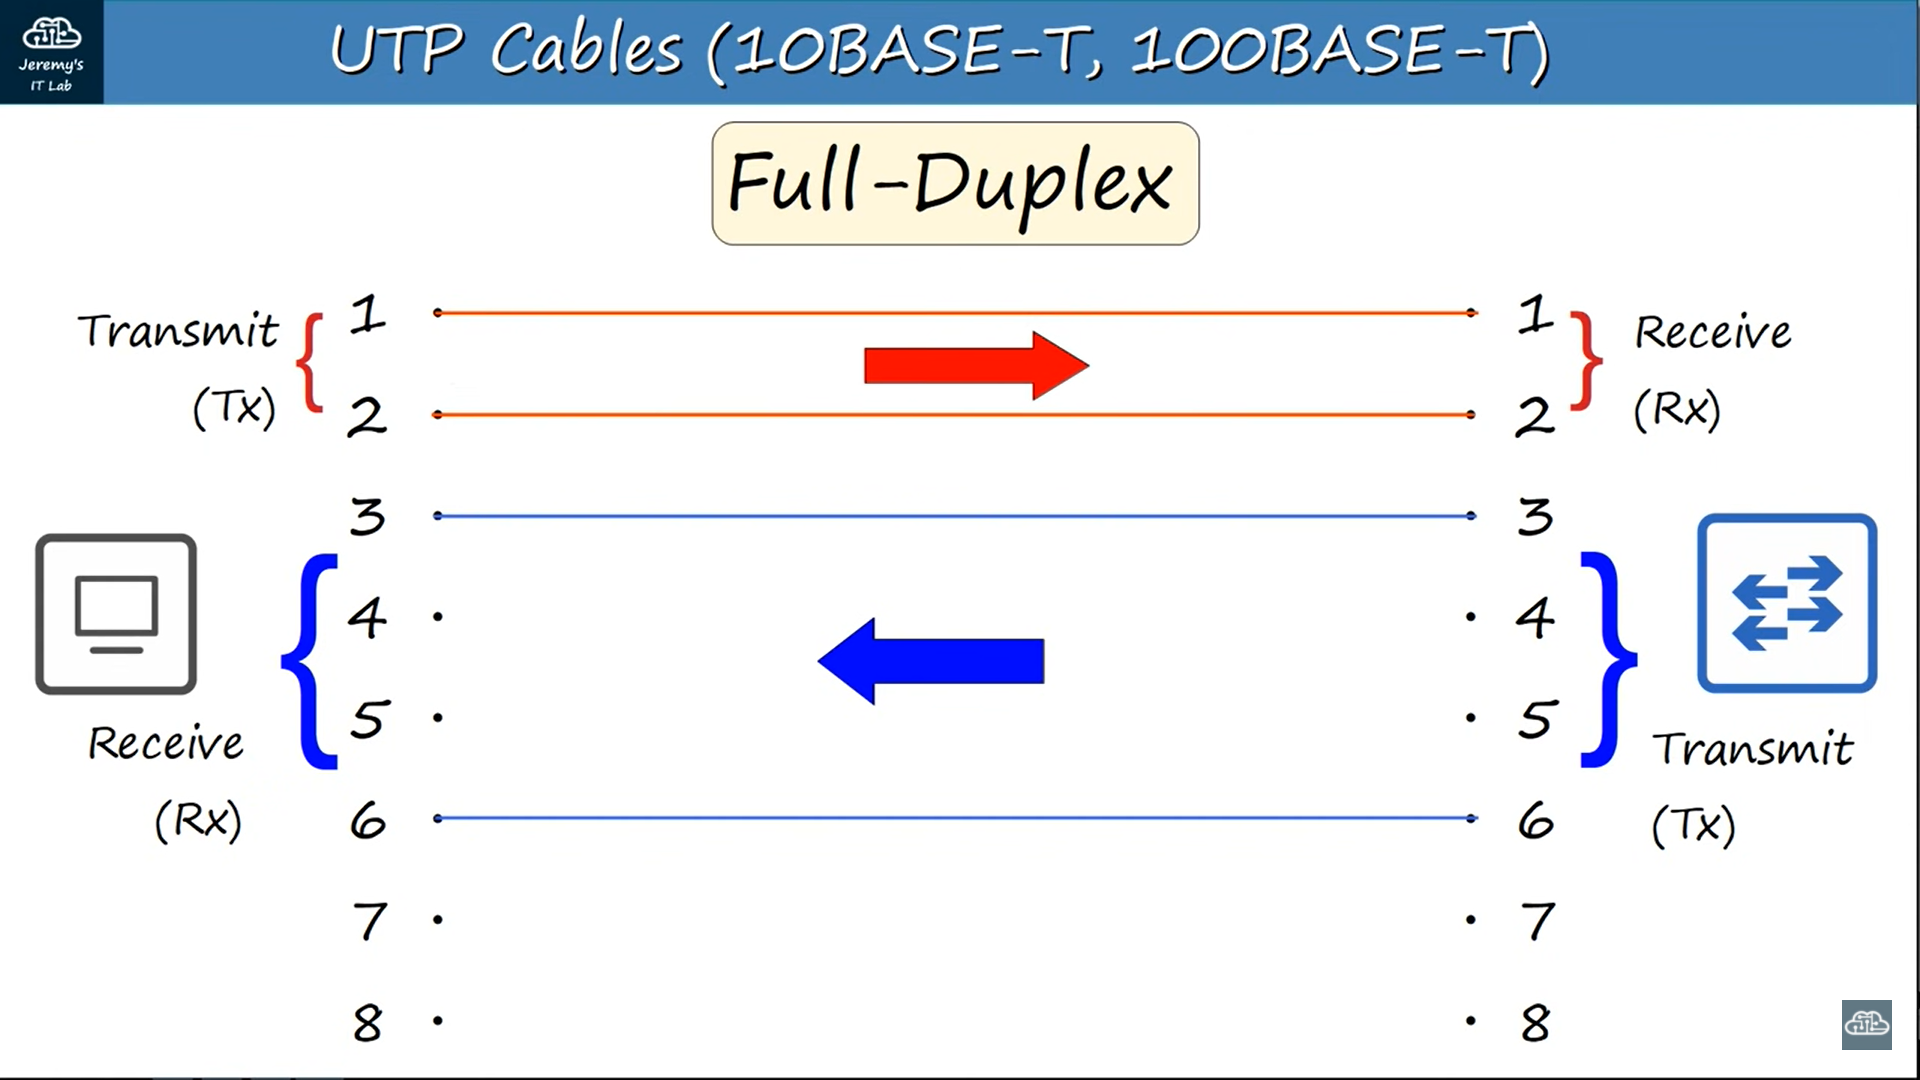 Jeremy's
IT Lab
UTP Cables (10BASE-T, 100BASE-T)
Full-Duplex
Transmit
(Tx)
1
1
Receive
(Rx)
2
2
3
3
4
4
5
5
Receive
(Rx)
Transmit
(Tx)
6
6
7
7
8
8